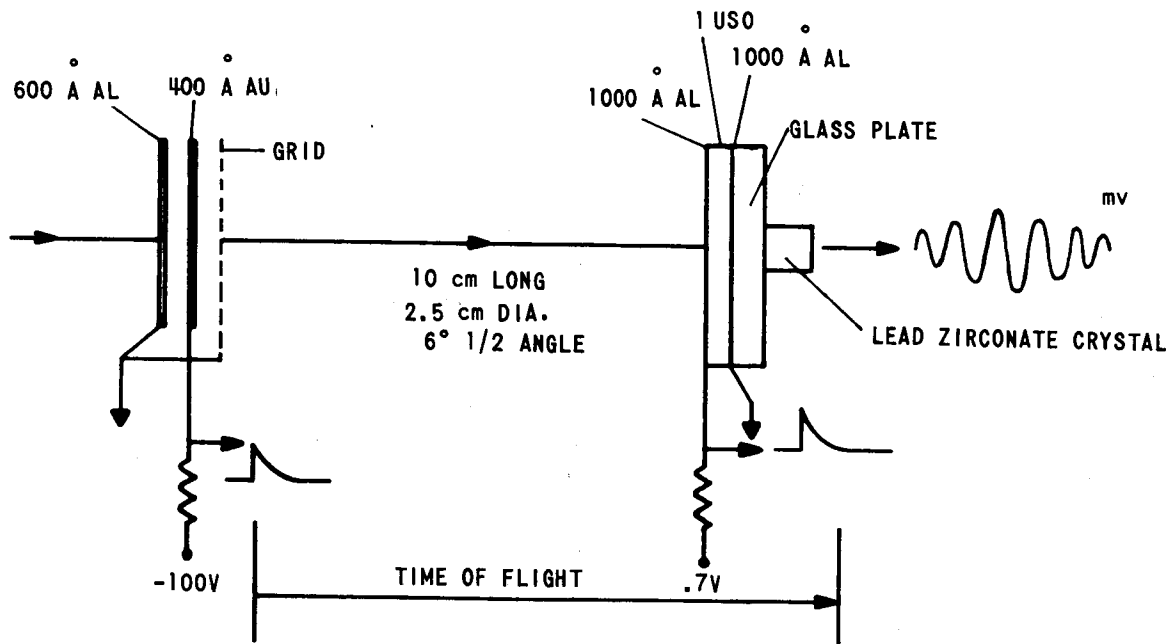 1 USO
1000 Å AL
600 Å AL
400 Å AU
1000 Å AL
GLASS PLATE
GRID
mv
10 cm LONG
2.5 cm DIA.
6° 1/2 ANGLE
LEAD ZIRCONATE CRYSTAL
-100V
TIME OF FLIGHT
.7V